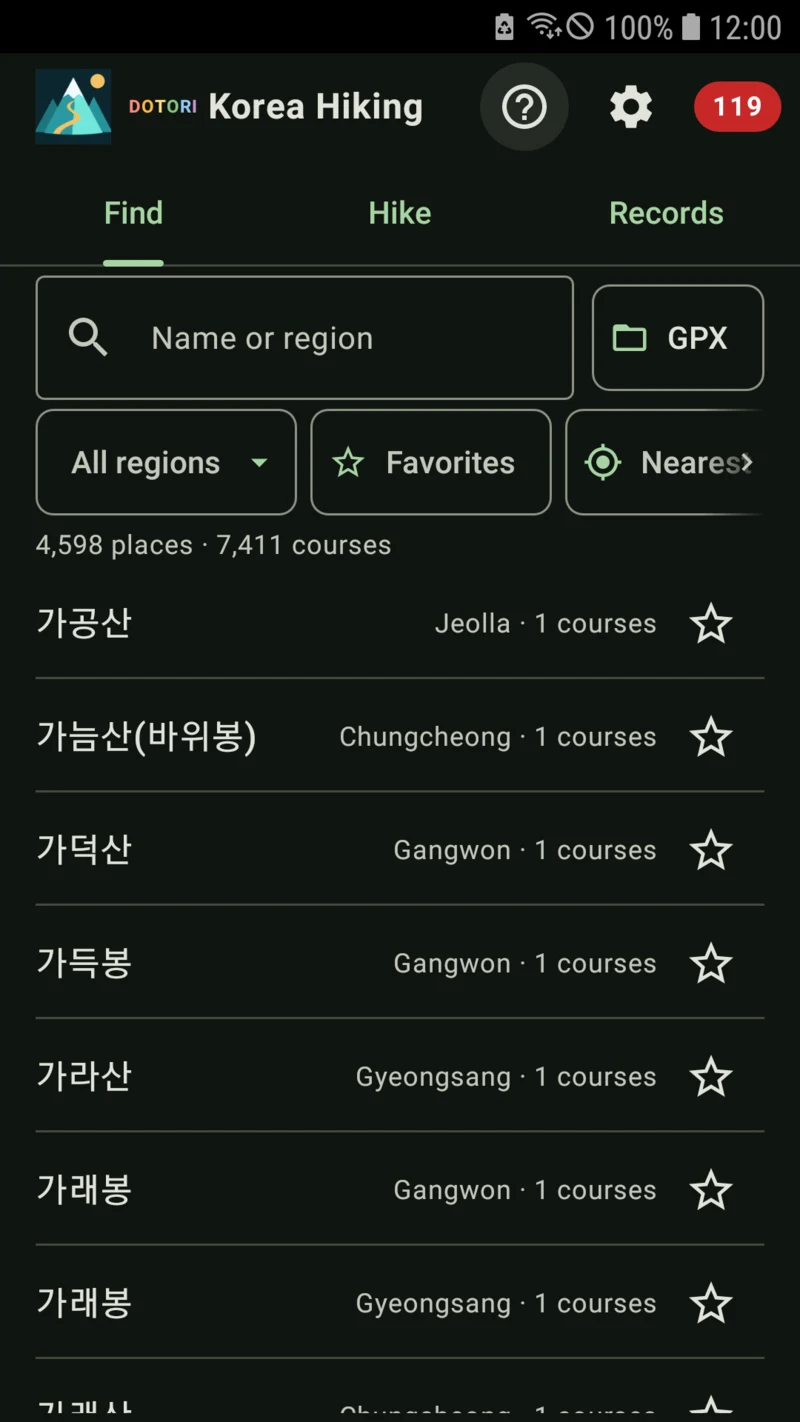 100% 12:00
DOTORI Korea Hiking 119
Find Hike Records
Name or region GPX
All regions Favorites Neares
4,598 places · 7,411 courses
가공산 Jeolla · 1 courses
가늠산(바위봉) Chungcheong · 1 courses
가덕산 Gangwon · 1 courses
가득봉 Gangwon · 1 courses
가라산 Gyeongsang · 1 courses
가래봉 Gangwon · 1 courses
가래봉 Gyeongsang · 1 courses
Chungcheong · 1 courses